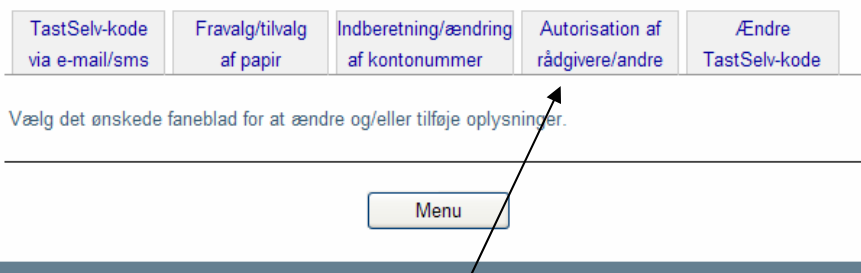 TastSelv-kode
via e-mail/sms
Fravalg/tilvalg
af papir
Indberetning/ændring
af kontonummer
Autorisation af
rådgivere/andre
Ændre
TastSelv-kode
Vælg det ønskede faneblad for at ændre og/eller tilføje oplysninger.
Menu